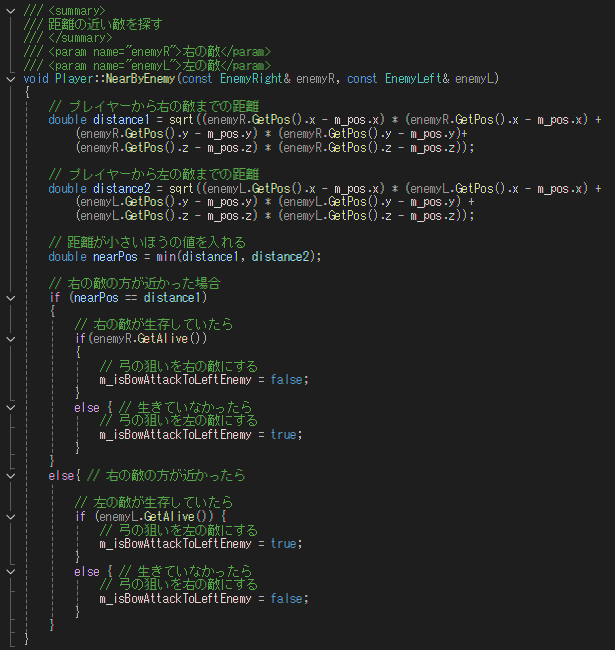 /// <summary>
/// 距離の近い敵を探す
/// </summary>
/// <param name="enemyR">右の敵</param>
/// <param name="enemyL">左の敵</param>
void Player::NearByEnemy(const EnemyRight& enemyR, const EnemyLeft& enemyL)
{
// プレイヤーから右の敵までの距離
double distance1 = sqrt((enemyR.GetPos().x - m_pos.x) * (enemyR.GetPos().x - m_pos.x) +
(enemyR.GetPos().y - m_pos.y) * (enemyR.GetPos().y - m_pos.y)+
(enemyR.GetPos().z - m_pos.z) * (enemyR.GetPos().z - m_pos.z));
// プレイヤーから左の敵までの距離
double distance2 = sqrt((enemyL.GetPos().x - m_pos.x) * (enemyL.GetPos().x - m_pos.x) +
(enemyL.GetPos().y - m_pos.y) * (enemyL.GetPos().y - m_pos.y) +
(enemyL.GetPos().z - m_pos.z) * (enemyL.GetPos().z - m_pos.z));
// 距離が小さいほうの値を入れる
double nearPos = min(distance1, distance2);
// 右の敵の方が近かった場合
if (nearPos == distance1)
{
// 右の敵が生存していたら
if(enemyR.GetAlive())
{
// 弓の狙いを右の敵にする
m_isBowAttackToLeftEnemy = false;
}
else { // 生きていなかったら
// 弓の狙いを左の敵にする
m_isBowAttackToLeftEnemy = true;
}
}
else{ // 右の敵の方が近かったら
// 左の敵が生存していたら
if (enemyL.GetAlive()) {
// 弓の狙いを左の敵にする
m_isBowAttackToLeftEnemy = true;
}
else { // 生きていなかったら
// 弓の狙いを右の敵にする
m_isBowAttackToLeftEnemy = false;
}
}
}